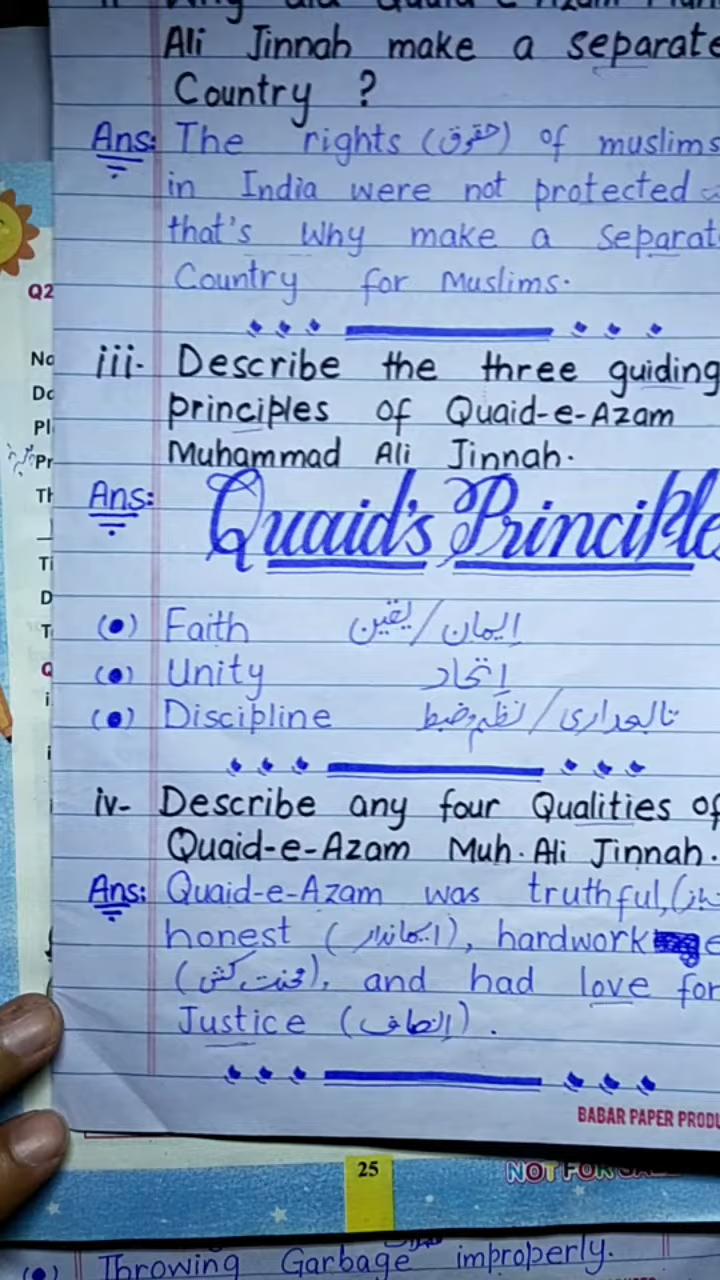 Ali Jinnah make a separate
Country ?
Ans: The rights (حقوق) of muslims
in India were not protected
that's Why make a Separat
Country for Muslims.
Q2
iii- Describe the three guiding
principles of Quaid-e-Azam
Muhammad Ali Jinnah.
Ans: Quaid's Principle
(•) Faith ایمان/یقین
(•) Unity اِتحاد
(•) Discipline تابعداری/نظم وضبط
iv- Describe any four Qualities of
Quaid-e-Azam Muh. Ali Jinnah.
Ans: Quaid-e-Azam was truthful,
honest (ایماندار), hardwork
(محنت کش), and had love for
Justice (انصاف).
BABAR PAPER PRODU
25
NOT FOR SALE
(•) Throwing Garbage improperly.